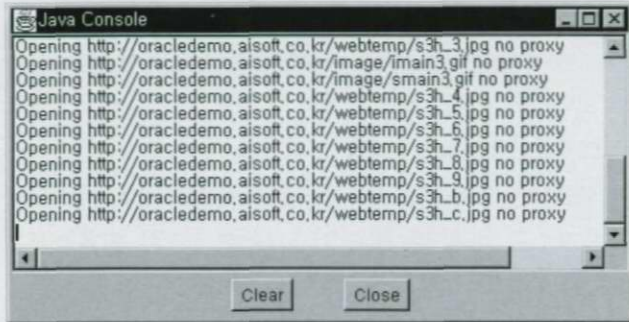 Java Console
Opening http://oracledemo.aisoft.co.kr/webtemp/s3h_3.jpg no proxy
Opening http://oracledemo.aisoft.co.kr/image/imain3.gif no proxy
Opening http://oracledemo.aisoft.co.kr/image/smain3.gif no proxy
Opening http://oracledemo.aisoft.co.kr/webtemp/s3h_4.jpg no proxy
Opening http://oracledemo.aisoft.co.kr/webtemp/s3h_5.jpg no proxy
Opening http://oracledemo.aisoft.co.kr/webtemp/s3h_6.jpg no proxy
Opening http://oracledemo.aisoft.co.kr/webtemp/s3h_7.jpg no proxy
Opening http://oracledemo.aisoft.co.kr/webtemp/s3h_8.jpg no proxy
Opening http://oracledemo.aisoft.co.kr/webtemp/s3h_9.jpg no proxy
Opening http://oracledemo.aisoft.co.kr/webtemp/s3h_b.jpg no proxy
Opening http://oracledemo.aisoft.co.kr/webtemp/s3h_c.jpg no proxy
Clear Close